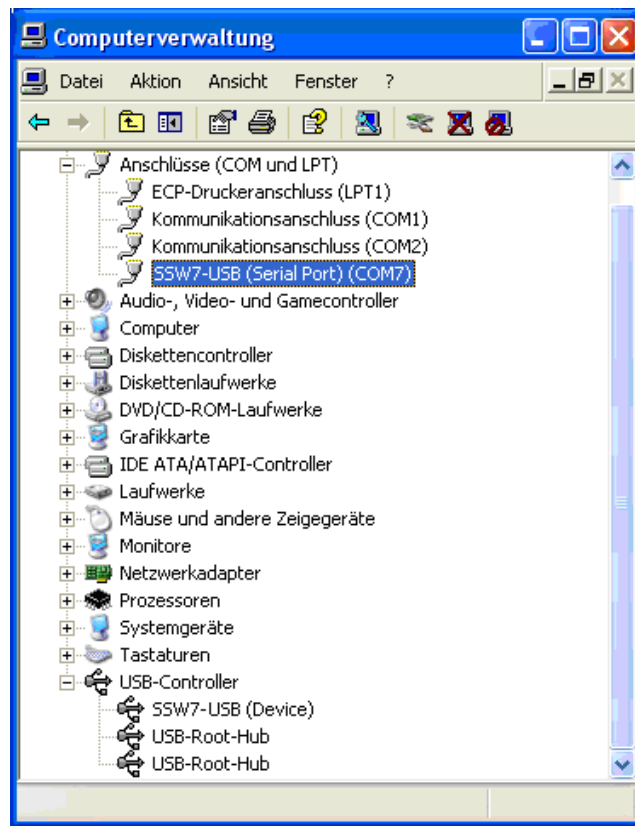 Computerverwaltung
Datei Aktion Ansicht Fenster ?
Anschlüsse (COM und LPT)
ECP-Druckeranschluss (LPT1)
Kommunikationsanschluss (COM1)
Kommunikationsanschluss (COM2)
SSW7-USB (Serial Port) (COM7)
Audio-, Video- und Gamecontroller
Computer
Diskettencontroller
Diskettenlaufwerke
DVD/CD-ROM-Laufwerke
Grafikkarte
IDE ATA/ATAPI-Controller
Laufwerke
Mäuse und andere Zeigegeräte
Monitore
Netzwerkadapter
Prozessoren
Systemgeräte
Tastaturen
USB-Controller
SSW7-USB (Device)
USB-Root-Hub
USB-Root-Hub